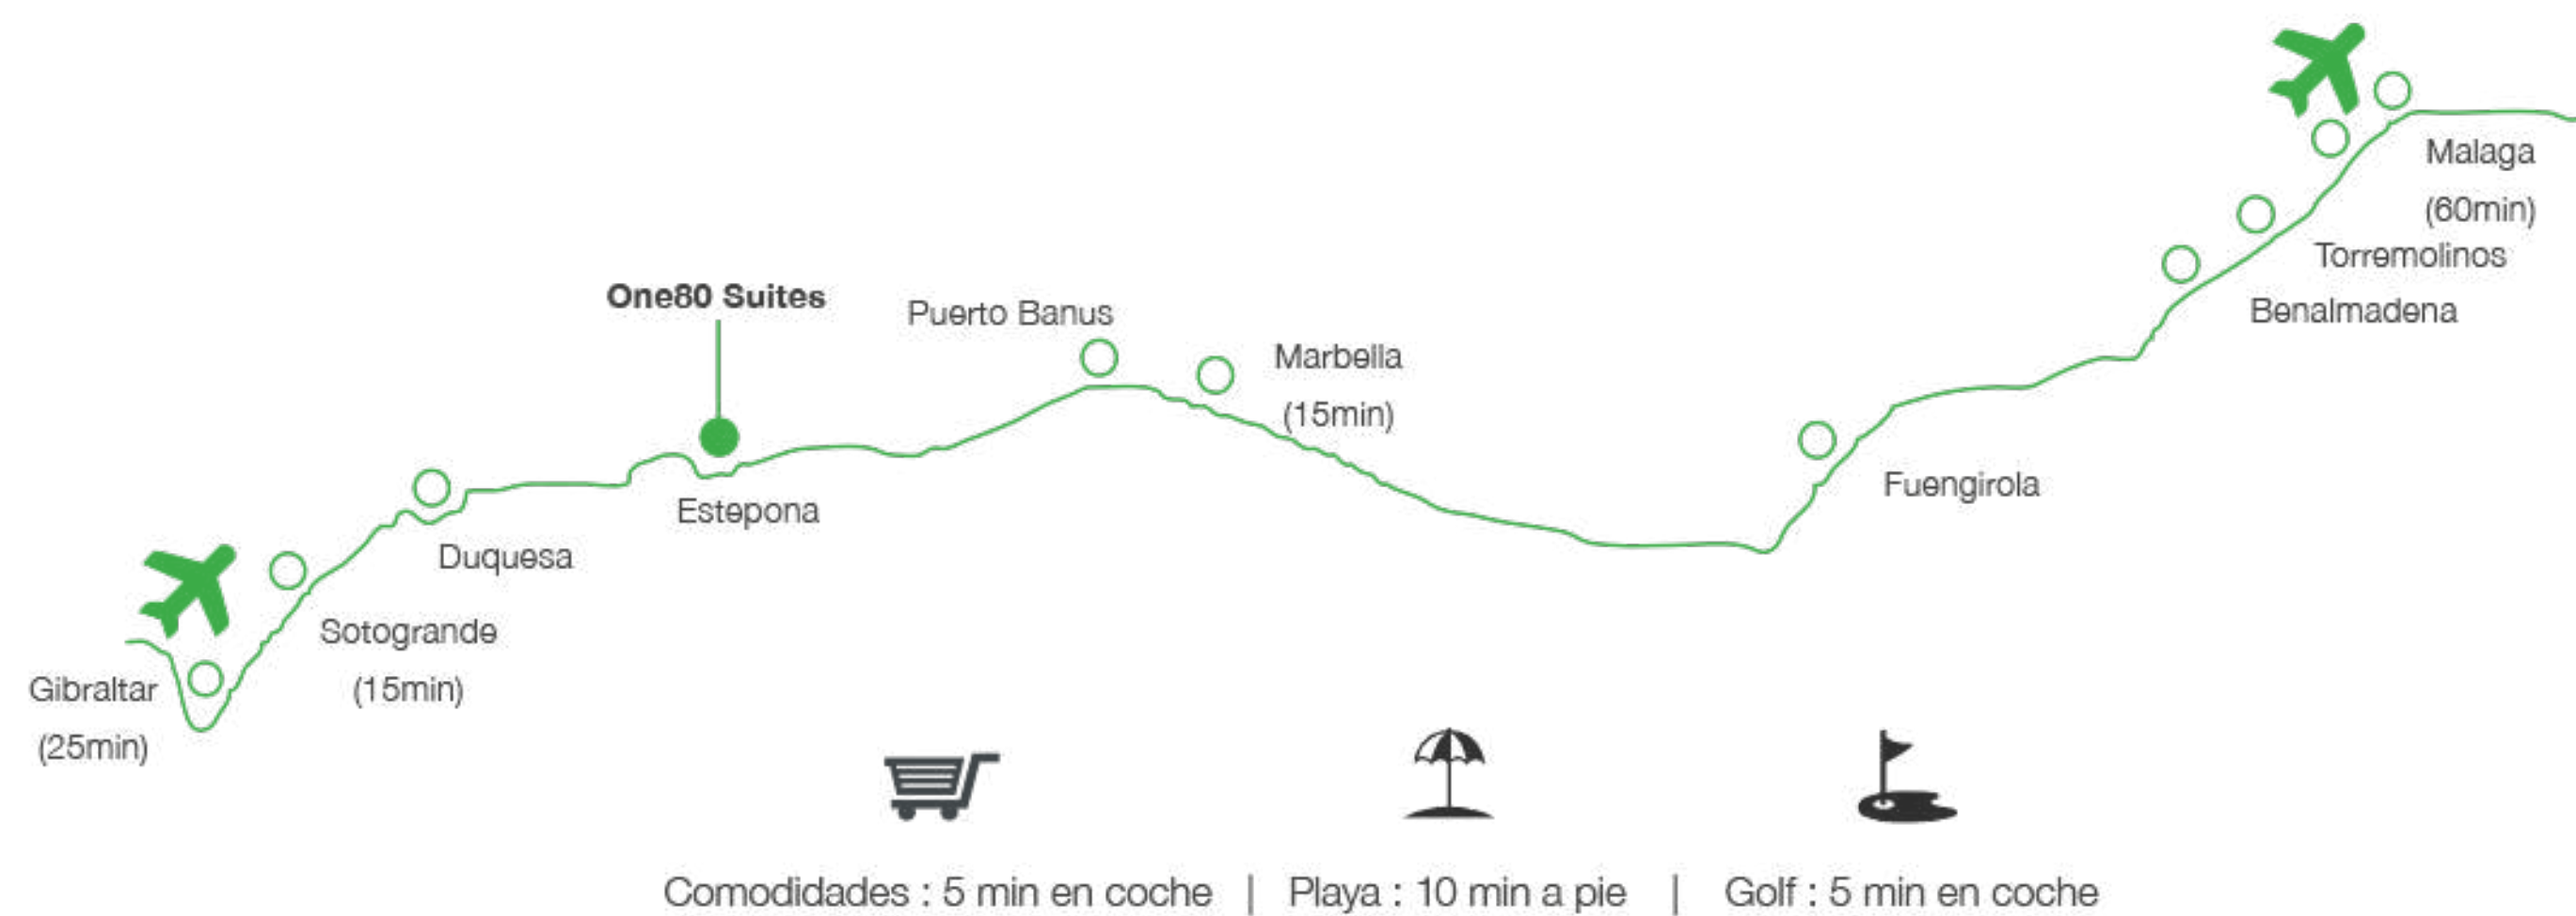 Malaga
(60min)
Torremolinos
Benalmadena
One80 Suites
Puerto Banus
Marbella
(15min)
Fuengirola
Estepona
Duquesa
Sotogrande
(15min)
Gibraltar
(25min)
Comodidades : 5 min en coche | Playa : 10 min a pie | Golf : 5 min en coche